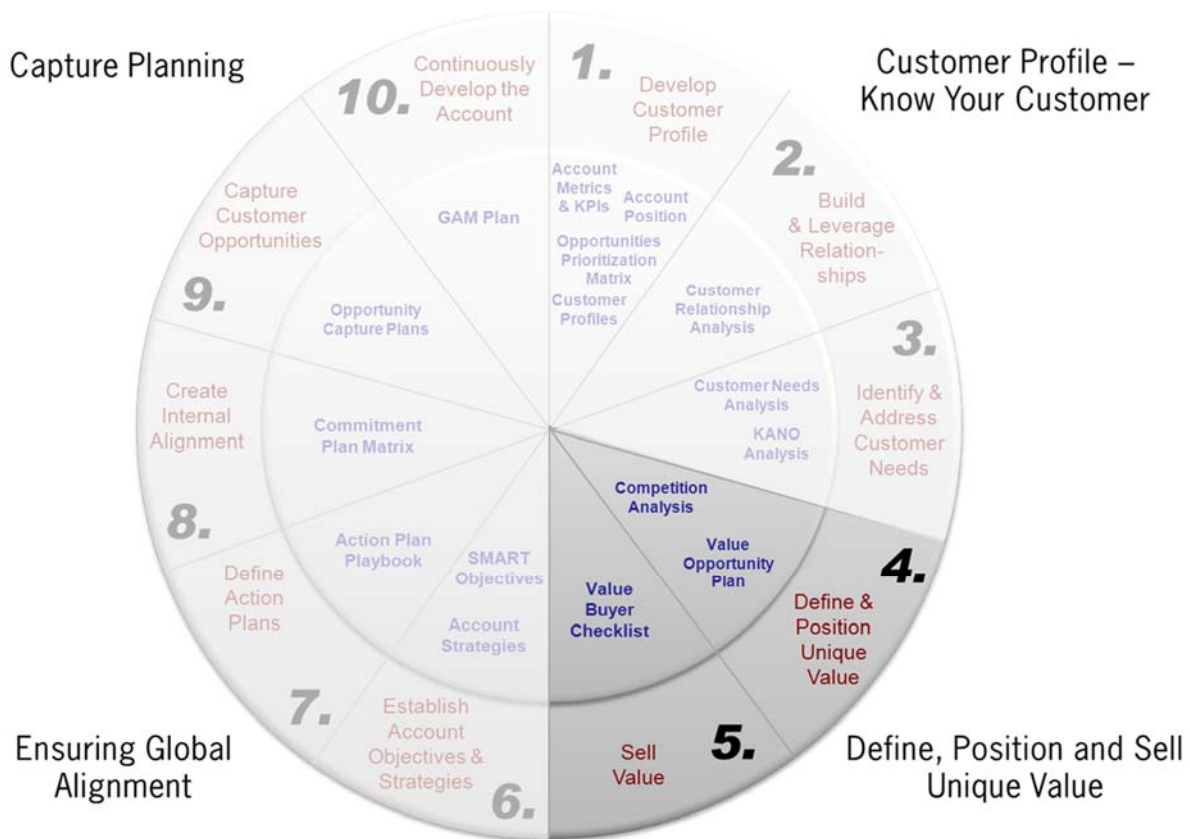 Capture Planning
Customer Profile –
Know Your Customer
1.
Develop
Customer
Profile
Account
Metrics
& KPIs
Account
Position
Opportunities
Prioritization
Matrix
Customer
Profiles
2.
Build
& Leverage
Relation-
ships
Customer
Relationship
Analysis
3.
Identify &
Address
Customer
Needs
Customer Needs
Analysis
KANO
Analysis
4.
Define &
Position
Unique
Value
Competition
Analysis
Value
Opportunity
Plan
5.
Sell
Value
Value
Buyer
Checklist
Define, Position and Sell
Unique Value
6.
Establish
Account
Objectives &
Strategies
SMART
Objectives
Account
Strategies
7.
Define
Action
Plans
Action Plan
Playbook
Ensuring Global
Alignment
8.
Create
Internal
Alignment
Commitment
Plan Matrix
9.
Capture
Customer
Opportunities
Opportunity
Capture Plans
10.
Continuously
Develop the
Account
GAM Plan